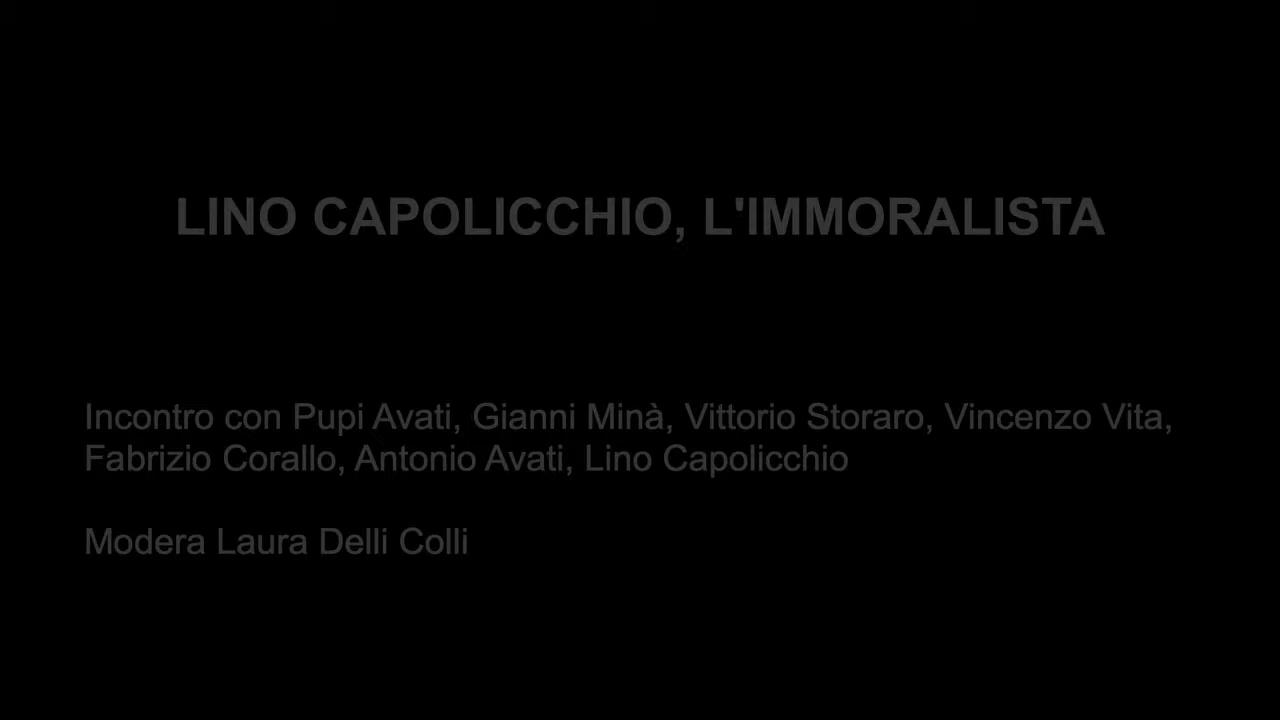 LINO CAPOLICCHIO, L'IMMORALISTA
Incontro con Pupi Avati, Gianni Minà, Vittorio Storaro, Vincenzo Vita,
Fabrizio Corallo, Antonio Avati, Lino Capolicchio
Modera Laura Delli Colli